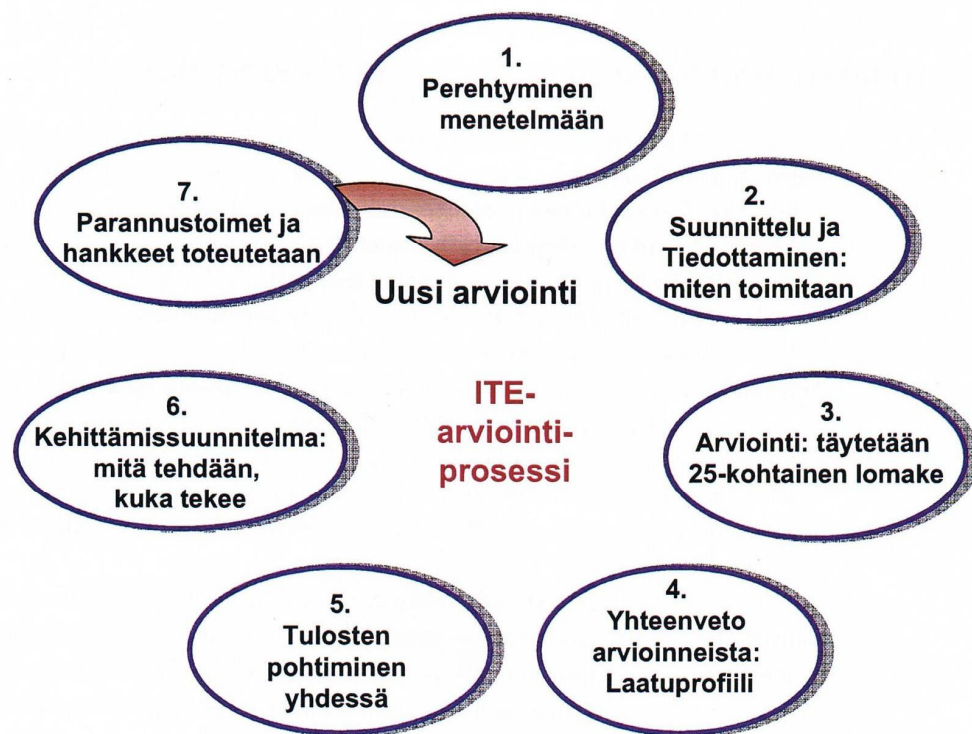 1.
Perehtyminen
menetelmään
2.
Suunnittelu ja
Tiedottaminen:
miten toimitaan
3.
Arviointi: täytetään
25-kohtainen lomake
4.
Yhteenveto
arvioinneista:
Laatuprofiili
5.
Tulosten
pohtiminen
yhdessä
6.
Kehittämissuunnitelma:
mitä tehdään,
kuka tekee
7.
Parannustoimet ja
hankkeet toteutetaan
Uusi arviointi
ITE-
arviointi-
prosessi